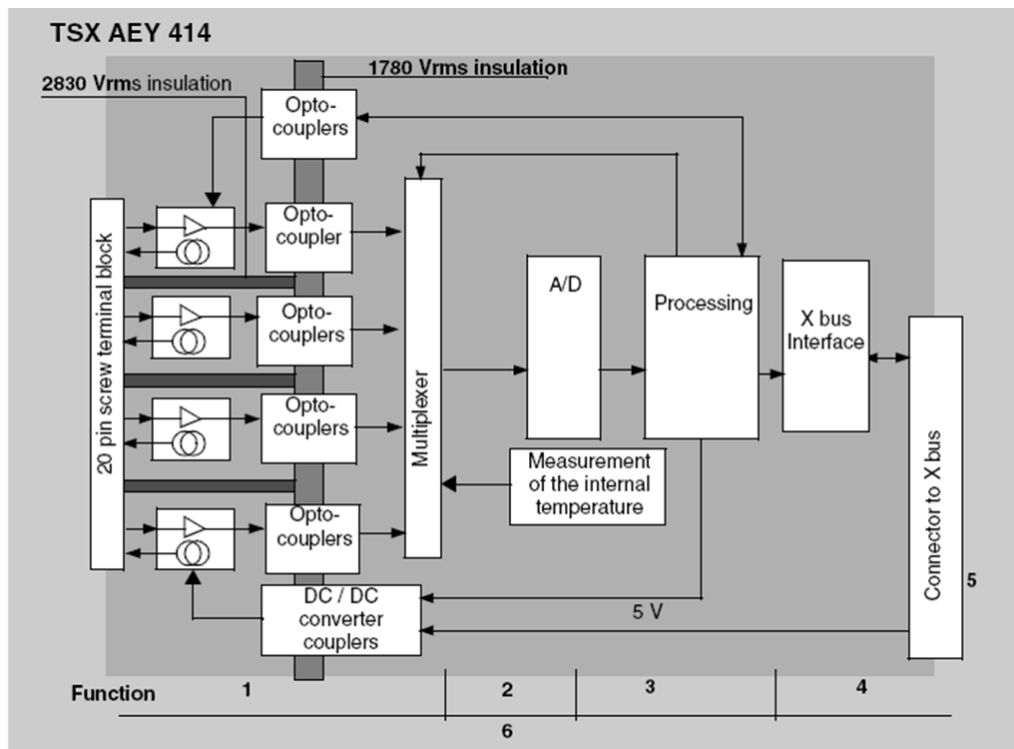 TSX AEY 414
2830 Vrms insulation
1780 Vrms insulation
Opto-
couplers
20 pin screw terminal block
Opto-
coupler
Opto-
couplers
Opto-
couplers
Opto-
couplers
DC / DC
converter
couplers
Multiplexer
A/D
Measurement
of the internal
temperature
Processing
X bus
Interface
Connector to X bus
5
5 V
Function
1
2
3
4
6